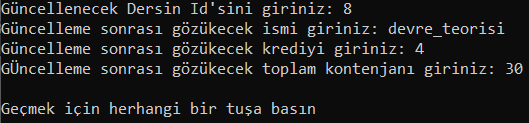 Güncellenecek Dersin Id'sini giriniz: 8
Güncelleme sonrası gözükecek ismi giriniz: devre_teorisi
Güncelleme sonrası gözükecek krediyi giriniz: 4
GÜncelleme sonrası gözükecek toplam kontenjanı giriniz: 30
Geçmek için herhangi bir tuşa basın